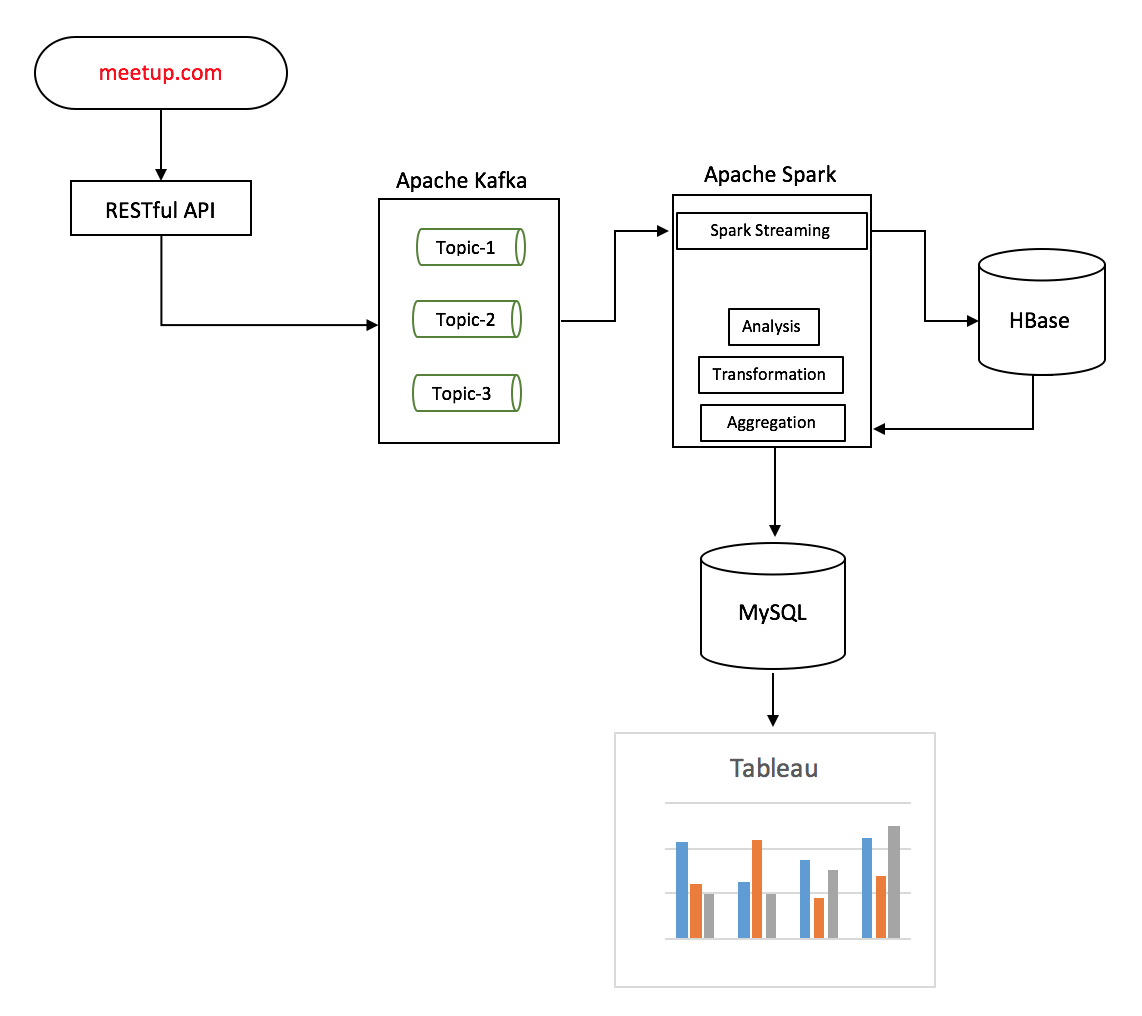 meetup.com
RESTful API
Apache Kafka
Topic-1
Topic-2
Topic-3
Apache Spark
Spark Streaming
Analysis
Transformation
Aggregation
HBase
MySQL
Tableau